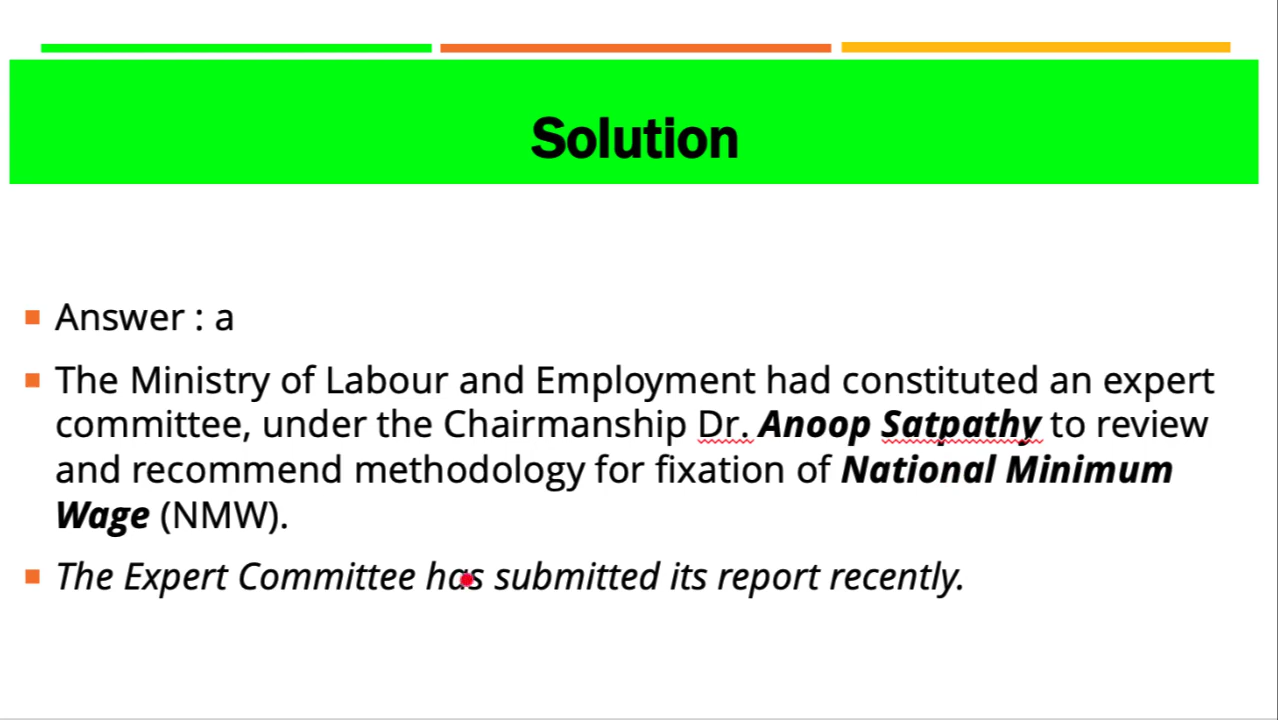 Solution
Answer : a
The Ministry of Labour and Employment had constituted an expert
committee, under the Chairmanship Dr. Anoop Satpathy to review
and recommend methodology for fixation of National Minimum
Wage (NMW).
The Expert Committee has submitted its report recently.